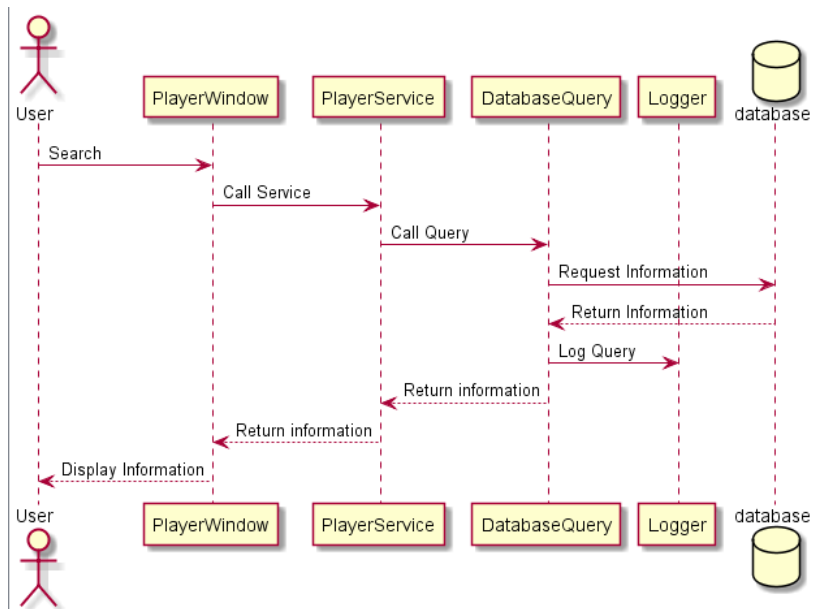 User
PlayerWindow
PlayerService
DatabaseQuery
Logger
database
Search
Call Service
Call Query
Request Information
Return Information
Log Query
Return information
Return information
Display Information
User
PlayerWindow
PlayerService
DatabaseQuery
Logger
database